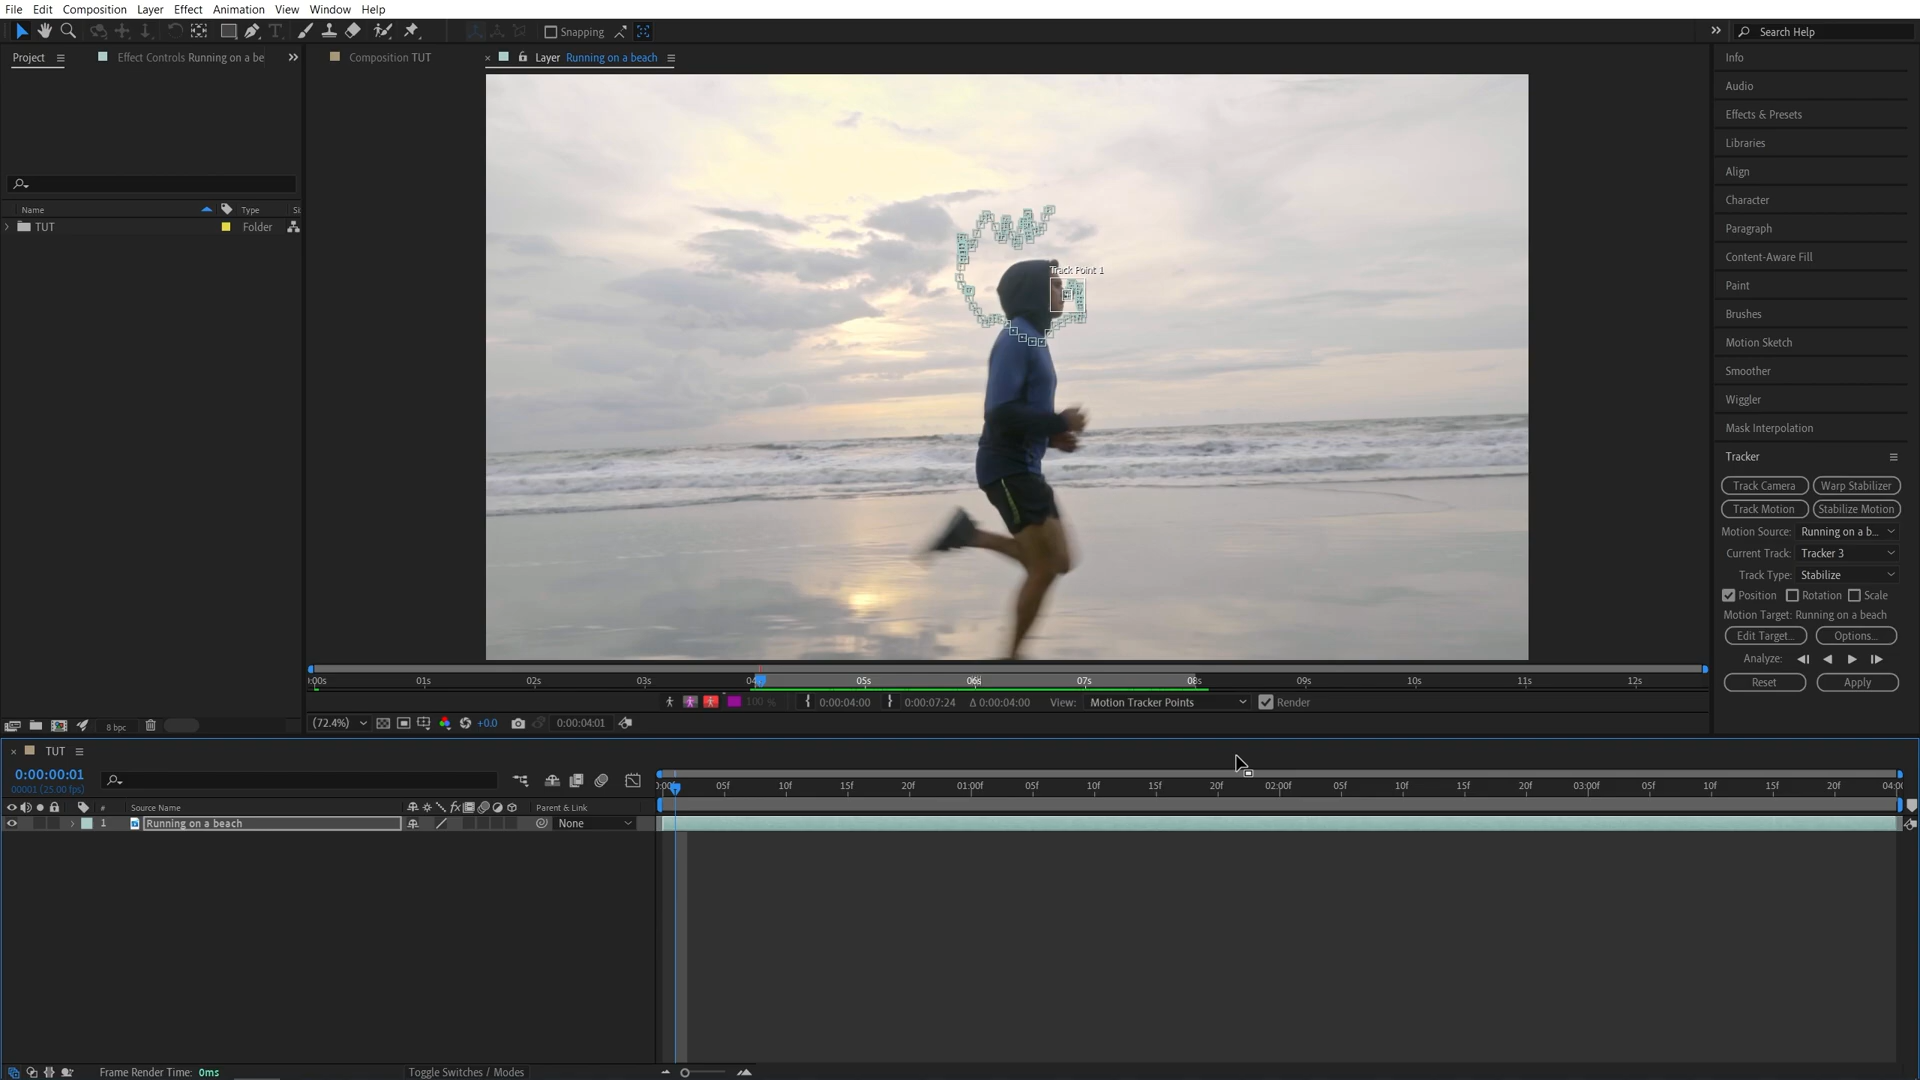 File Edit Composition Layer Effect Animation View Window Help
Snapping
Search Help
Project
Effect Controls Running on a be
Composition TUT
Layer Running on a beach
Name Type Si
TUT Folder
8 bpc
Track Point 1
:00s 01s 02s 03s 05s 06s 07s 08s 09s 10s 11s 12s
100 %
0:00:04:00
0:00:07:24
Δ 0:00:04:00
View: Motion Tracker Points
Render
(72.4%)
+0.0
0:00:04:01
Info
Audio
Effects & Presets
Libraries
Align
Character
Paragraph
Content-Aware Fill
Paint
Brushes
Motion Sketch
Smoother
Wiggler
Mask Interpolation
Tracker
Track Camera Warp Stabilizer
Track Motion Stabilize Motion
Motion Source: Running on a b...
Current Track: Tracker 3
Track Type: Stabilize
Position Rotation Scale
Motion Target: Running on a beach
Edit Target... Options...
Analyze:
Reset Apply
TUT
0:00:00:01
00001 (25.00 fps)
# Source Name Parent & Link
1 Running on a beach None
05f 10f 15f 20f 01:00f 05f 10f 15f 20f 02:00f 05f 10f 15f 20f 03:00f 05f 10f 15f 20f 04:0
Frame Render Time: 0ms
Toggle Switches / Modes